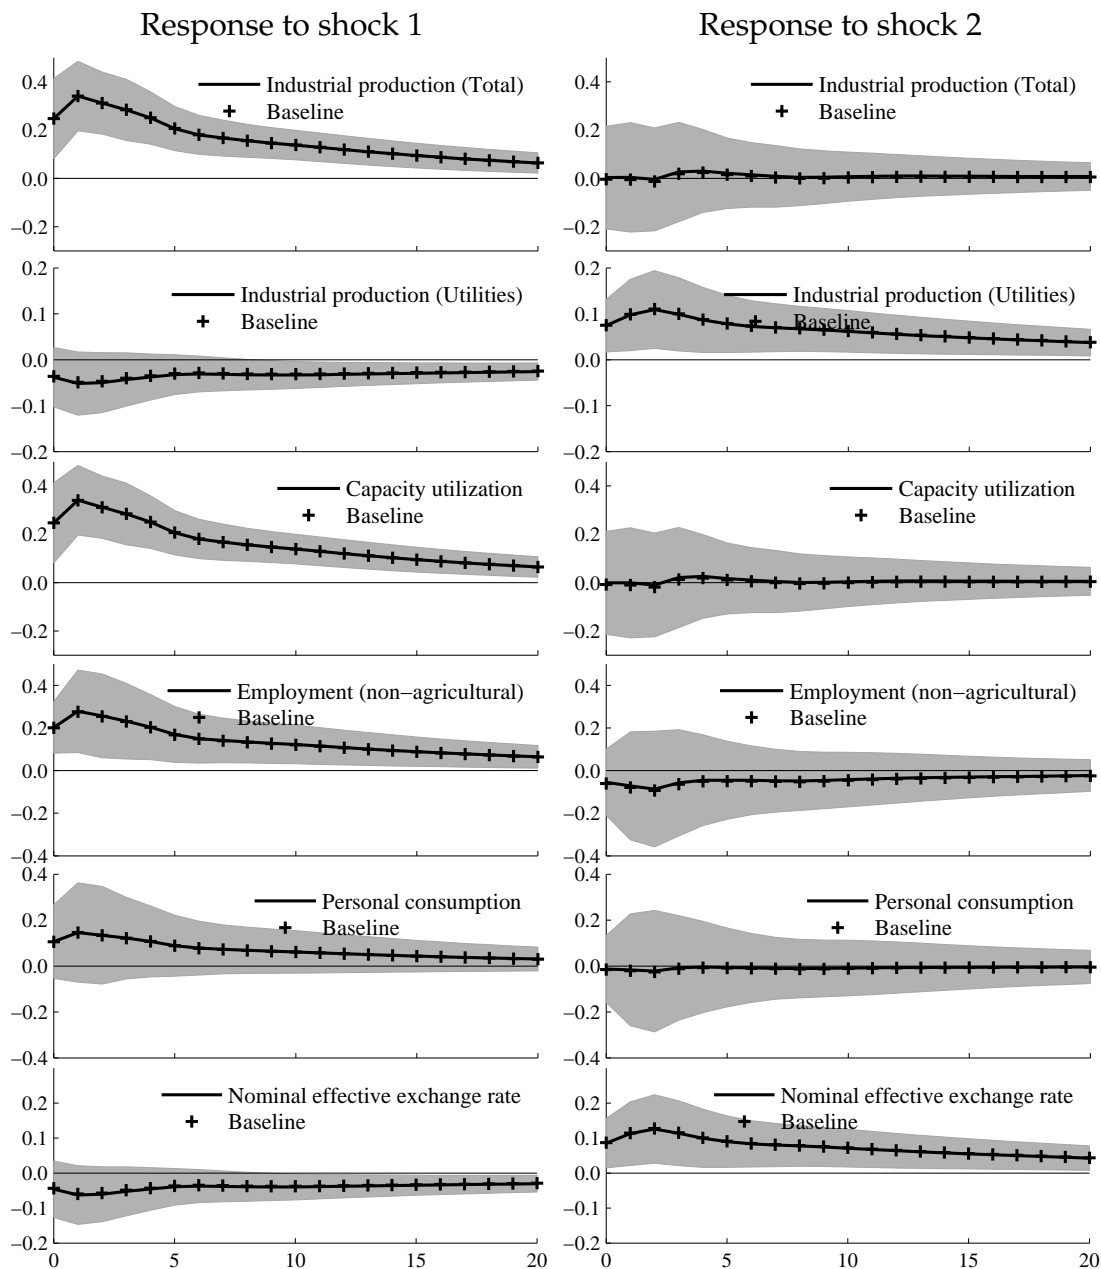 Response to shock 1
Response to shock 2
0.4
0.2
0.0
−0.2
Industrial production (Total)
Baseline
0.4
0.2
0.0
−0.2
Industrial production (Total)
Baseline
0.2
0.1
0.0
−0.1
−0.2
Industrial production (Utilities)
Baseline
0.2
0.1
0.0
−0.1
−0.2
Industrial production (Utilities)
Baseline
0.4
0.2
0.0
−0.2
Capacity utilization
Baseline
0.4
0.2
0.0
−0.2
Capacity utilization
Baseline
0.4
0.2
0.0
−0.2
−0.4
Employment (non−agricultural)
Baseline
0.4
0.2
0.0
−0.2
−0.4
Employment (non−agricultural)
Baseline
0.4
0.2
0.0
−0.2
−0.4
Personal consumption
Baseline
0.4
0.2
0.0
−0.2
−0.4
Personal consumption
Baseline
0.2
0.1
0.0
−0.1
−0.2
Nominal effective exchange rate
Baseline
0 5 10 15 20
0.2
0.1
0.0
−0.1
−0.2
Nominal effective exchange rate
Baseline
0 5 10 15 20